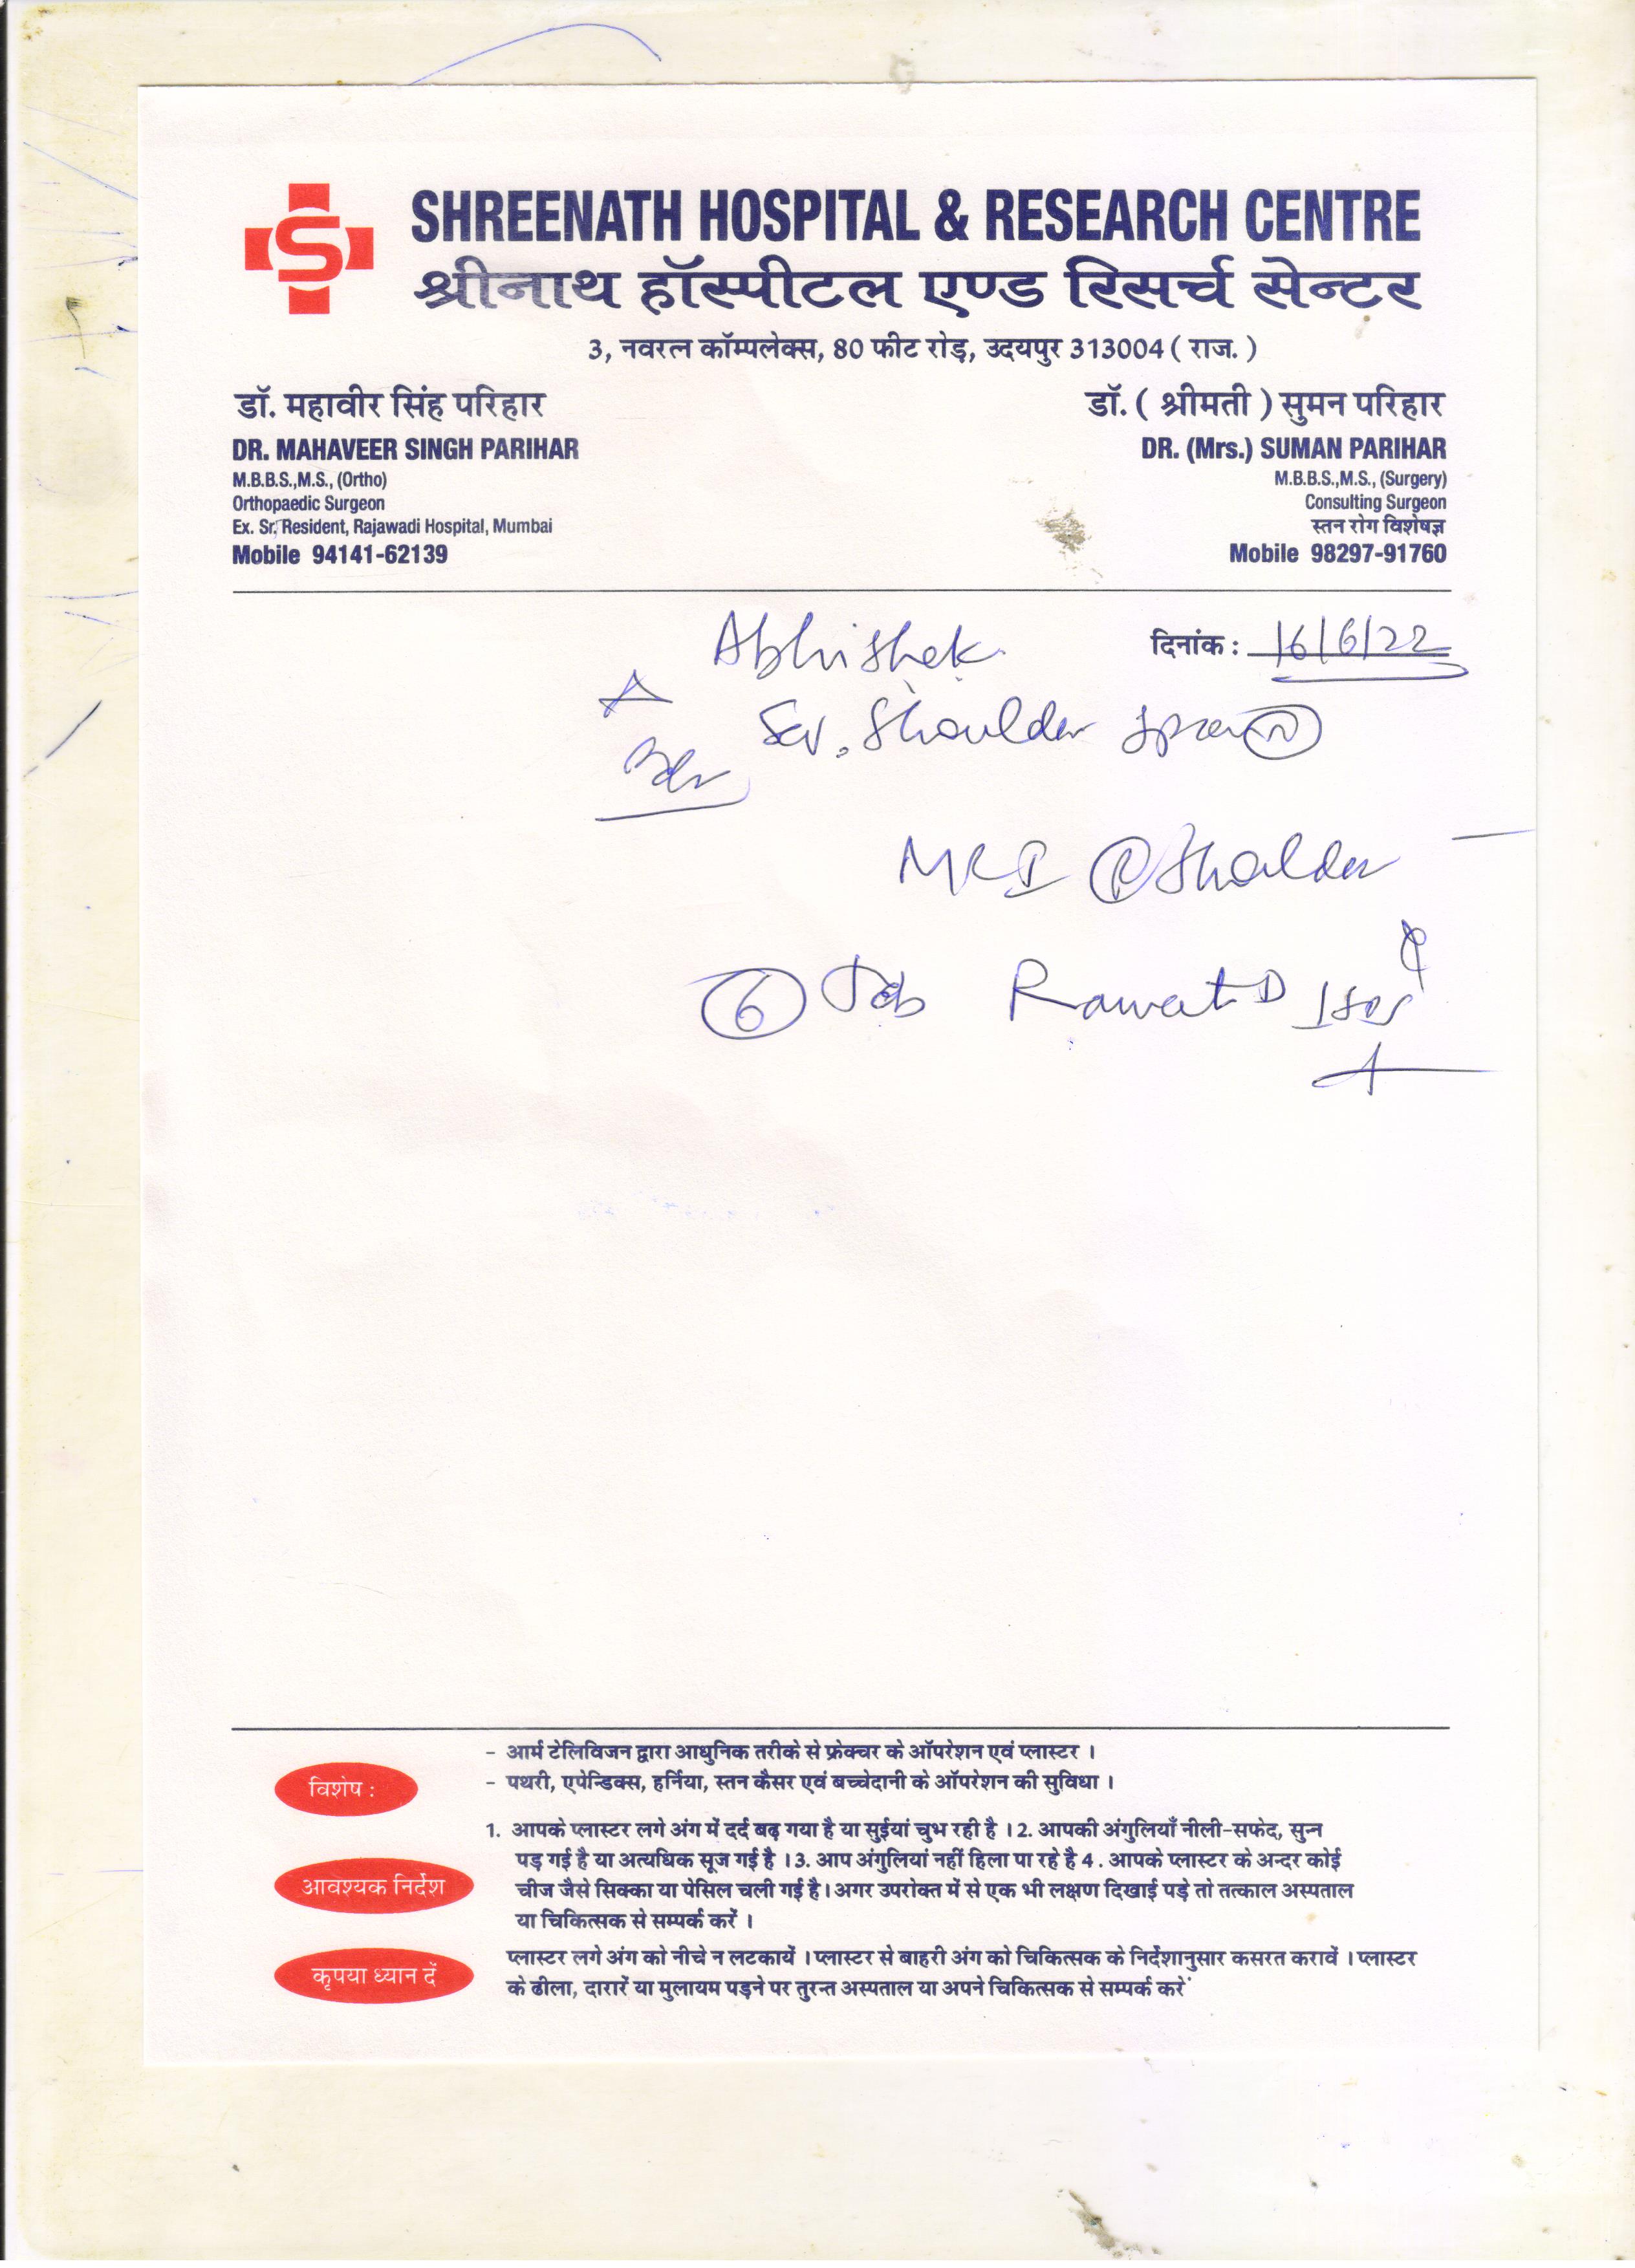 SHREENATH HOSPITAL & RESEARCH CENTRE
श्रीनाथ हॉस्पीटल एण्ड रिसर्च सेन्टर
3, नवरत्न कॉम्पलेक्स, 80 फीट रोड़, उदयपुर 313004 ( राज. )
डॉ. महावीर सिंह परिहार
DR. MAHAVEER SINGH PARIHAR
M.B.B.S.,M.S., (Ortho)
Orthopaedic Surgeon
Ex. Sr. Resident, Rajawadi Hospital, Mumbai
Mobile 94141-62139
डॉ. ( श्रीमती ) सुमन परिहार
DR. (Mrs.) SUMAN PARIHAR
M.B.B.S.,M.S., (Surgery)
Consulting Surgeon
स्तन रोग विशेषज्ञ
Mobile 98297-91760
Abhishek
दिनांक : 16/6/22
Shoulder
MRI R Shoulder
6
विशेष :
- आर्म टेलिविजन द्वारा आधुनिक तरीके से फ्रेक्चर के ऑपरेशन एवं प्लास्टर ।
- पथरी, एपेन्डिक्स, हर्निया, स्तन कैसर एवं बच्चेदानी के ऑपरेशन की सुविधा ।
आवश्यक निर्देश
1. आपके प्लास्टर लगे अंग में दर्द बढ़ गया है या सुईयां चुभ रही है । 2. आपकी अंगुलियाँ नीली-सफेद, सुन्न
पड़ गई है या अत्यधिक सूज गई है । 3. आप अंगुलियां नहीं हिला पा रहे है 4 . आपके प्लास्टर के अन्दर कोई
चीज जैसे सिक्का या पेसिल चली गई है। अगर उपरोक्त में से एक भी लक्षण दिखाई पड़े तो तत्काल अस्पताल
या चिकित्सक से सम्पर्क करें ।
कृपया ध्यान दें
प्लास्टर लगे अंग को नीचे न लटकायें । प्लास्टर से बाहरी अंग को चिकित्सक के निर्देशानुसार कसरत करावें । प्लास्टर
के ढीला, दारारें या मुलायम पड़ने पर तुरन्त अस्पताल या अपने चिकित्सक से सम्पर्क करें